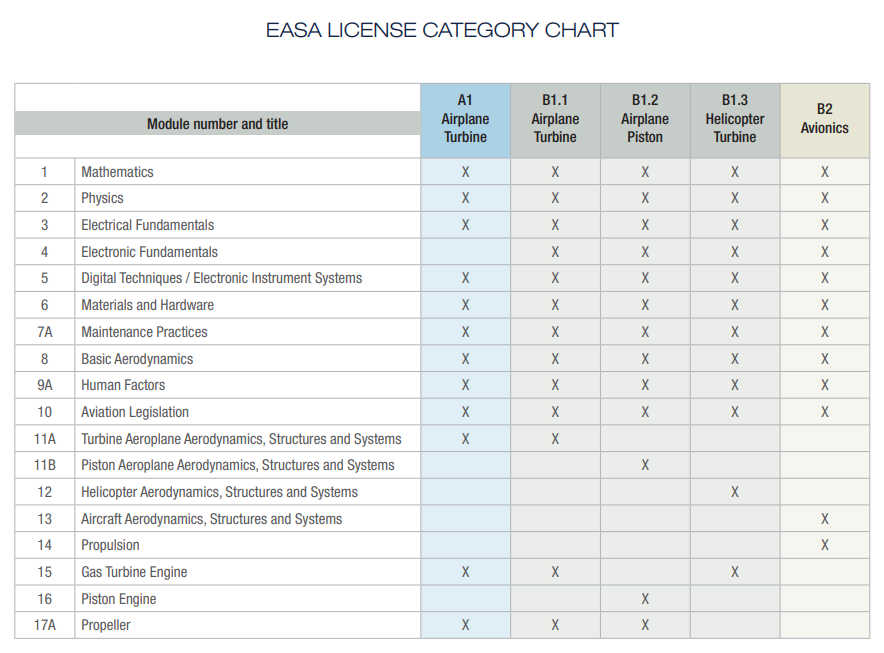 EASA LICENSE CATEGORY CHART
Module number and title
A1 Airplane Turbine
B1.1 Airplane Turbine
B1.2 Airplane Piston
B1.3 Helicopter Turbine
B2 Avionics
1 Mathematics X X X X X
2 Physics X X X X X
3 Electrical Fundamentals X X X X X
4 Electronic Fundamentals X X X X
5 Digital Techniques / Electronic Instrument Systems X X X X X
6 Materials and Hardware X X X X X
7A Maintenance Practices X X X X X
8 Basic Aerodynamics X X X X X
9A Human Factors X X X X X
10 Aviation Legislation X X X X X
11A Turbine Aeroplane Aerodynamics, Structures and Systems X X
11B Piston Aeroplane Aerodynamics, Structures and Systems X
12 Helicopter Aerodynamics, Structures and Systems X
13 Aircraft Aerodynamics, Structures and Systems X
14 Propulsion X
15 Gas Turbine Engine X X X
16 Piston Engine X
17A Propeller X X X